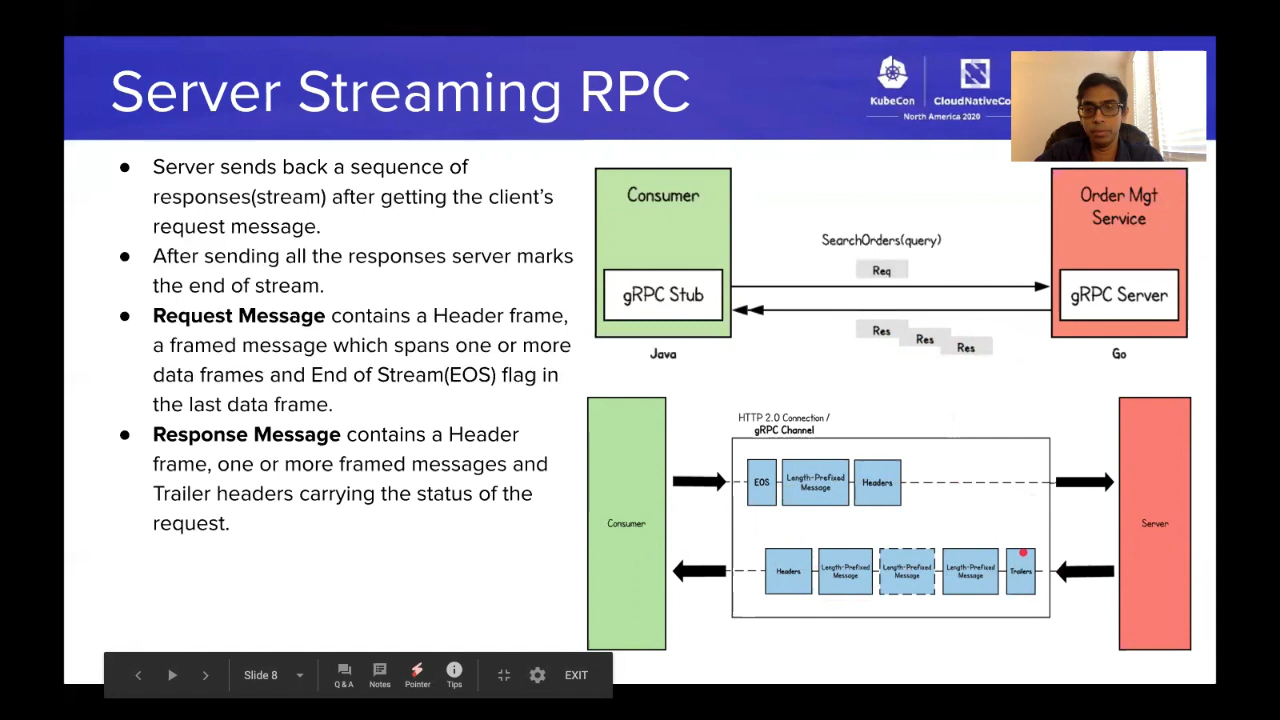 Server Streaming RPC
KubeCon
CloudNativeCo
North America 2020
● Server sends back a sequence of
responses(stream) after getting the client’s
request message.
● After sending all the responses server marks
the end of stream.
● Request Message contains a Header frame,
a framed message which spans one or more
data frames and End of Stream(EOS) flag in
the last data frame.
● Response Message contains a Header
frame, one or more framed messages and
Trailer headers carrying the status of the
request.
Consumer
gRPC Stub
Java
SearchOrders(query)
Req
Res
Res
Res
Order Mgt
Service
gRPC Server
Go
HTTP 2.0 Connection /
gRPC Channel
Consumer
EOS
Length-Prefixed
Message
Headers
Headers
Length-Prefixed
Message
Length-Prefixed
Message
Length-Prefixed
Message
Trailers
Server
Slide 8
Q&A
Notes
Pointer
Tips
EXIT